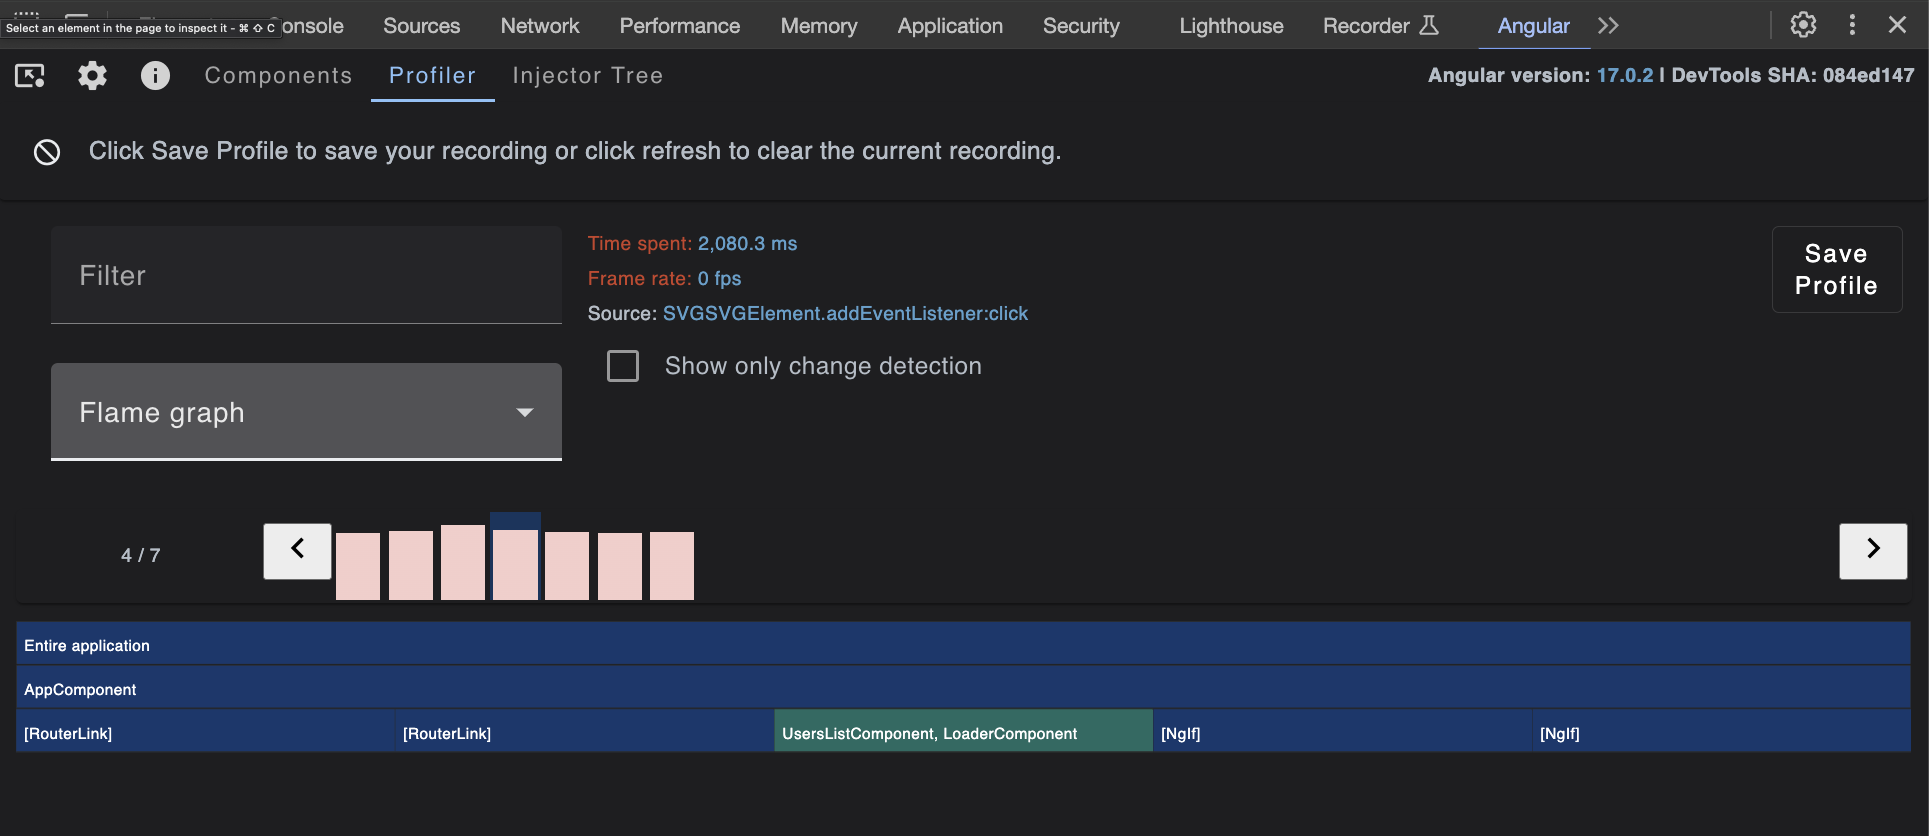 Select an element in the page to inspect it - ⌘ ⇧ C
onsole Sources Network Performance Memory Application Security Lighthouse Recorder Angular
Components Profiler Injector Tree Angular version: 17.0.2 | DevTools SHA: 084ed147
Click Save Profile to save your recording or click refresh to clear the current recording.
Filter
Time spent: 2,080.3 ms
Frame rate: 0 fps
Source: SVGSVGElement.addEventListener:click
Show only change detection
Save
Profile
Flame graph
4 / 7
Entire application
AppComponent
[RouterLink] [RouterLink] UsersListComponent, LoaderComponent [NgIf] [NgIf]